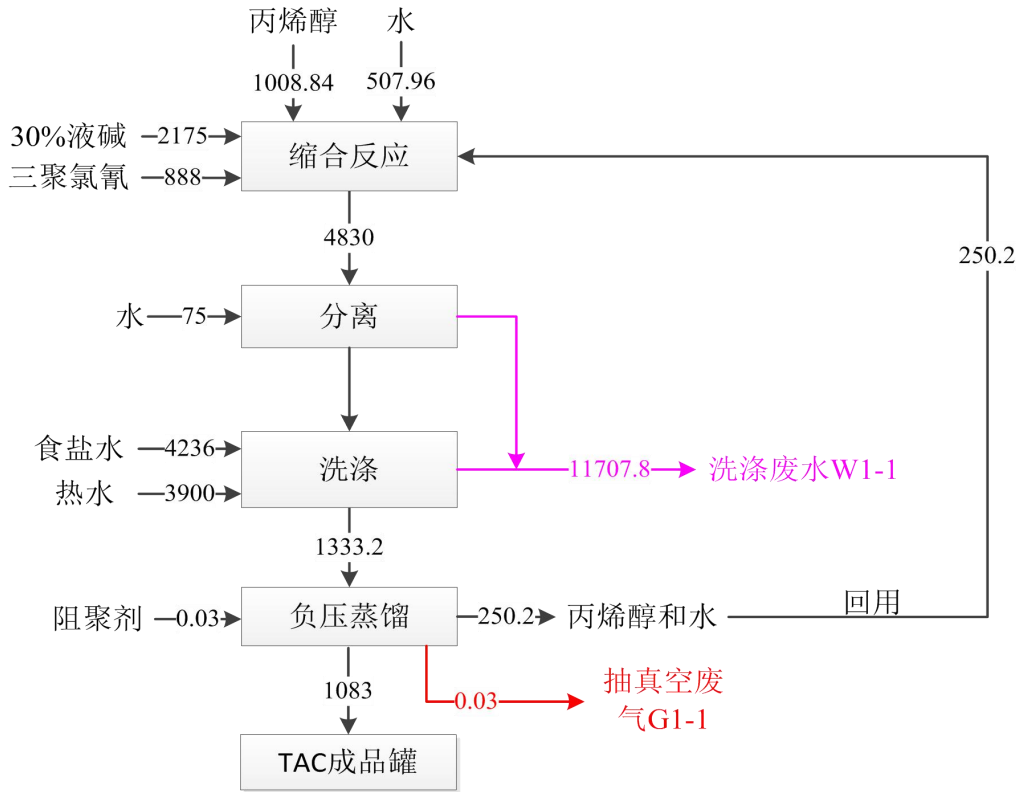 丙烯醇
水
1008.84
507.96
30%液碱
2175
缩合反应
三聚氯氰
888
4830
250.2
水
75
分离
食盐水
4236
洗涤
11707.8
洗涤废水W1-1
热水
3900
1333.2
阻聚剂
0.03
负压蒸馏
250.2
丙烯醇和水
回用
1083
0.03
抽真空废
气G1-1
TAC成品罐